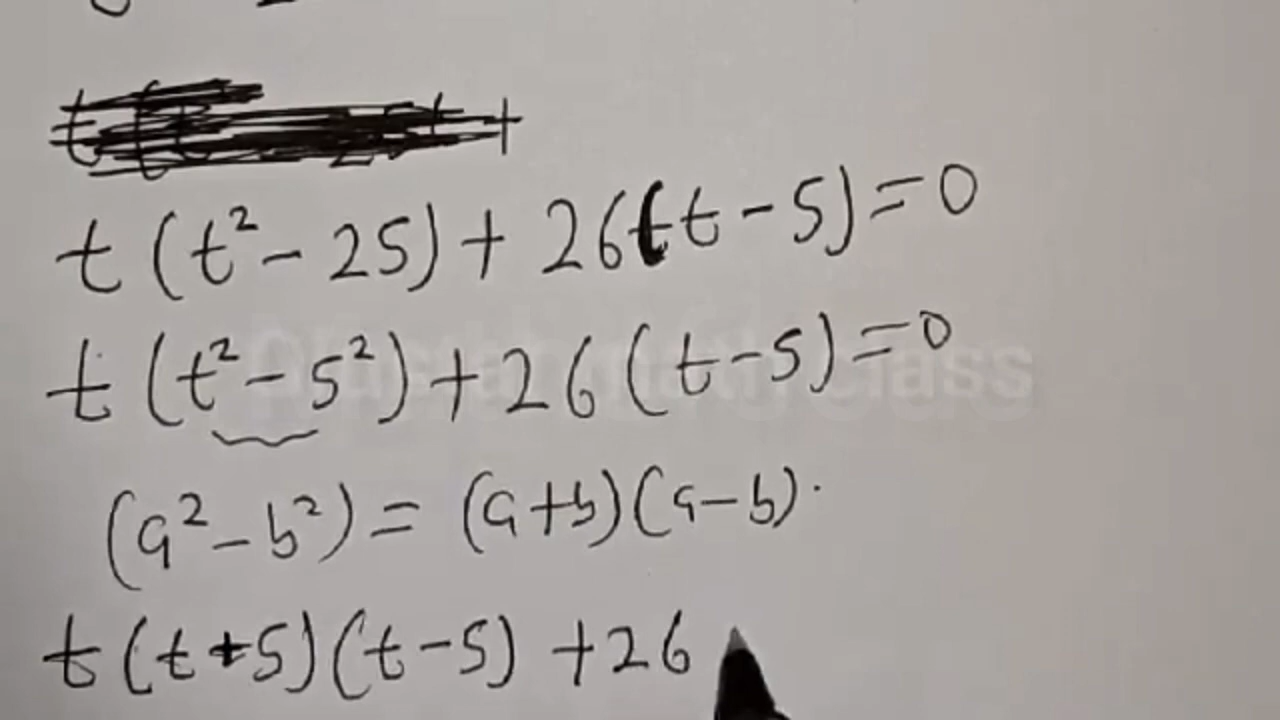 t(t²-25)+26(t-5)=0
t(t²-5²)+26(t-5)=0
(a²-b²)=(a+b)(a-b).
t(t+5)(t-5)+26